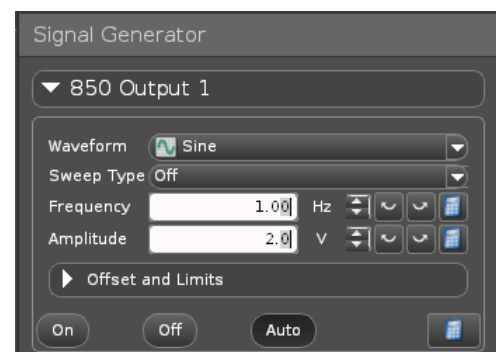 Signal Generator
850 Output 1
Waveform Sine
Sweep Type Off
Frequency 1.00 Hz
Amplitude 2.0 V
Offset and Limits
On Off Auto